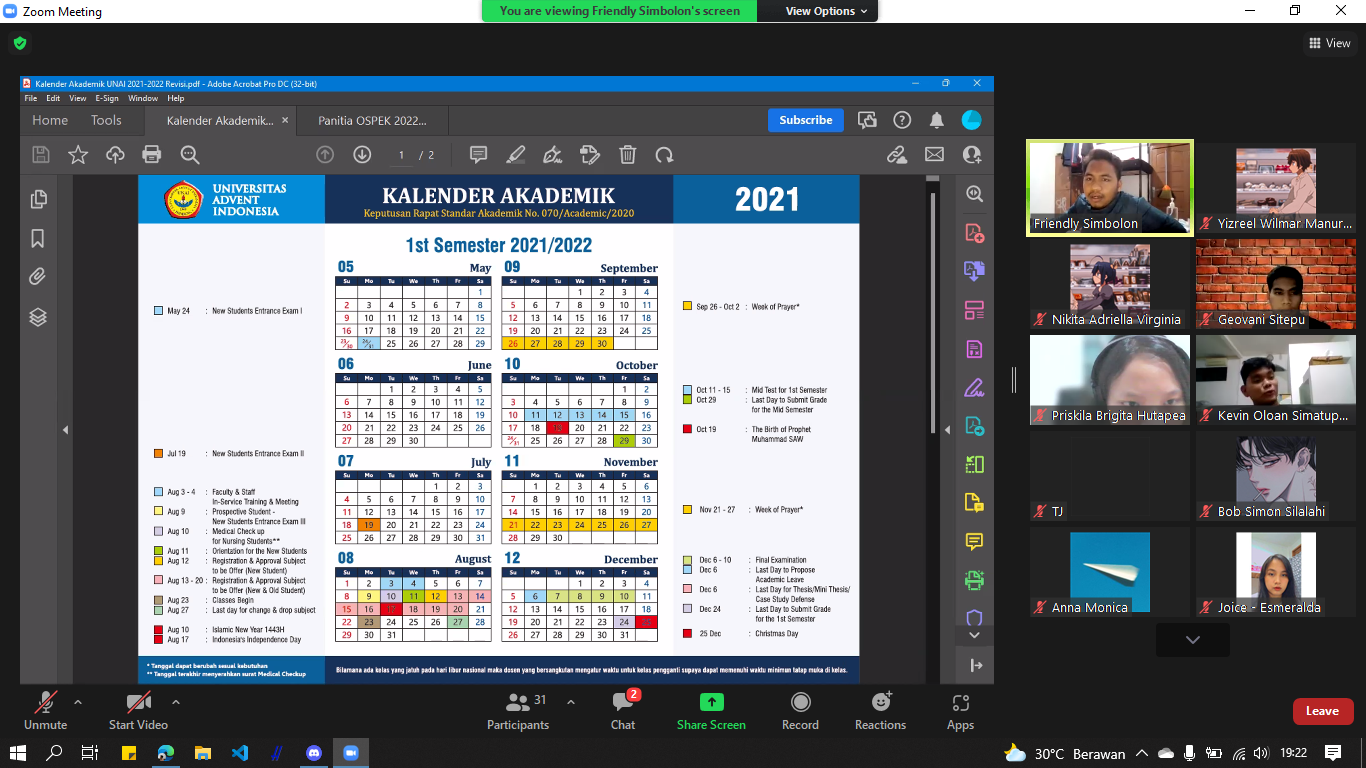 Zoom Meeting
You are viewing Friendly Simbolon's screen
View Options
View
Kalender Akademik UNAI 2021-2022 Revisi.pdf - Adobe Acrobat Pro DC (32-bit)
File Edit View E-Sign Window Help
Home Tools Kalender Akademik... × Panitia OSPEK 2022...
Subscribe
1 / 2
UNIVERSITAS
ADVENT
INDONESIA
KALENDER AKADEMIK
Keputusan Rapat Standar Akademik No. 070/Academic/2020
2021
1st Semester 2021/2022
May 24 : New Students Entrance Exam I
Jul 19 : New Students Entrance Exam II
Aug 3 - 4 : Faculty & Staff
In-Service Training & Meeting
Aug 9 : Prospective Student -
New Students Entrance Exam III
Aug 10 : Medical Check up
for Nursing Students**
Aug 11 : Orientation for the New Students
Aug 12 : Registration & Approval Subject
to be Offer (New Student)
Aug 13 - 20 : Registration & Approval Subject
to be Offer (New & Old Student)
Aug 23 : Classes Begin
Aug 27 : Last day for change & drop subject
Aug 10 : Islamic New Year 1443H
Aug 17 : Indonesia's Independence Day
05 May
Su Mo Tu We Th Fr Sa
1
2 3 4 5 6 7 8
9 10 11 12 13 14 15
16 17 18 19 20 21 22
23/30 24/31 25 26 27 28 29
06 June
Su Mo Tu We Th Fr Sa
1 2 3 4 5
6 7 8 9 10 11 12
13 14 15 16 17 18 19
20 21 22 23 24 25 26
27 28 29 30
07 July
Su Mo Tu We Th Fr Sa
1 2 3
4 5 6 7 8 9 10
11 12 13 14 15 16 17
18 19 20 21 22 23 24
25 26 27 28 29 30 31
08 August
Su Mo Tu We Th Fr Sa
1 2 3 4 5 6 7
8 9 10 11 12 13 14
15 16 17 18 19 20 21
22 23 24 25 26 27 28
29 30 31
09 September
Su Mo Tu We Th Fr Sa
1 2 3 4
5 6 7 8 9 10 11
12 13 14 15 16 17 18
19 20 21 22 23 24 25
26 27 28 29 30
10 October
Su Mo Tu We Th Fr Sa
1 2
3 4 5 6 7 8 9
10 11 12 13 14 15 16
17 18 19 20 21 22 23
24/31 25 26 27 28 29 30
11 November
Su Mo Tu We Th Fr Sa
1 2 3 4 5 6
7 8 9 10 11 12 13
14 15 16 17 18 19 20
21 22 23 24 25 26 27
28 29 30
12 December
Su Mo Tu We Th Fr Sa
1 2 3 4
5 6 7 8 9 10 11
12 13 14 15 16 17 18
19 20 21 22 23 24 25
26 27 28 29 30 31
Sep 26 - Oct 2 : Week of Prayer*
Oct 11 - 15 : Mid Test for 1st Semester
Oct 29 : Last Day to Submit Grade
for the Mid Semester
Oct 19 : The Birth of Prophet
Muhammad SAW
Nov 21 - 27 : Week of Prayer*
Dec 6 - 10 : Final Examination
Dec 6 : Last Day to Propose
Academic Leave
Dec 6 : Last Day for Thesis/Mini Thesis/
Case Study Defense
Dec 24 : Last Day to Submit Grade
for the 1st Semester
25 Dec : Christmas Day
* Tanggal dapat berubah sesuai kebutuhan
** Tanggal terakhir menyerahkan surat Medical Checkup
Bilamana ada kelas yang jatuh pada hari libur nasional maka dosen yang bersangkutan mengatur waktu untuk kelas pengganti supaya dapat memenuhi waktu minimum tatap muka di kelas.
Friendly Simbolon
Yizreel Wilmar Manur...
Nikita Adriella Virginia
Geovani Sitepu
Priskila Brigita Hutapea
Kevin Oloan Simatup...
TJ
Bob Simon Silalahi
Anna Monica
Joice - Esmeralda
Unmute
Start Video
Participants 31
Chat 2
Share Screen
Record
Reactions
Apps
Leave
30°C Berawan
19:22